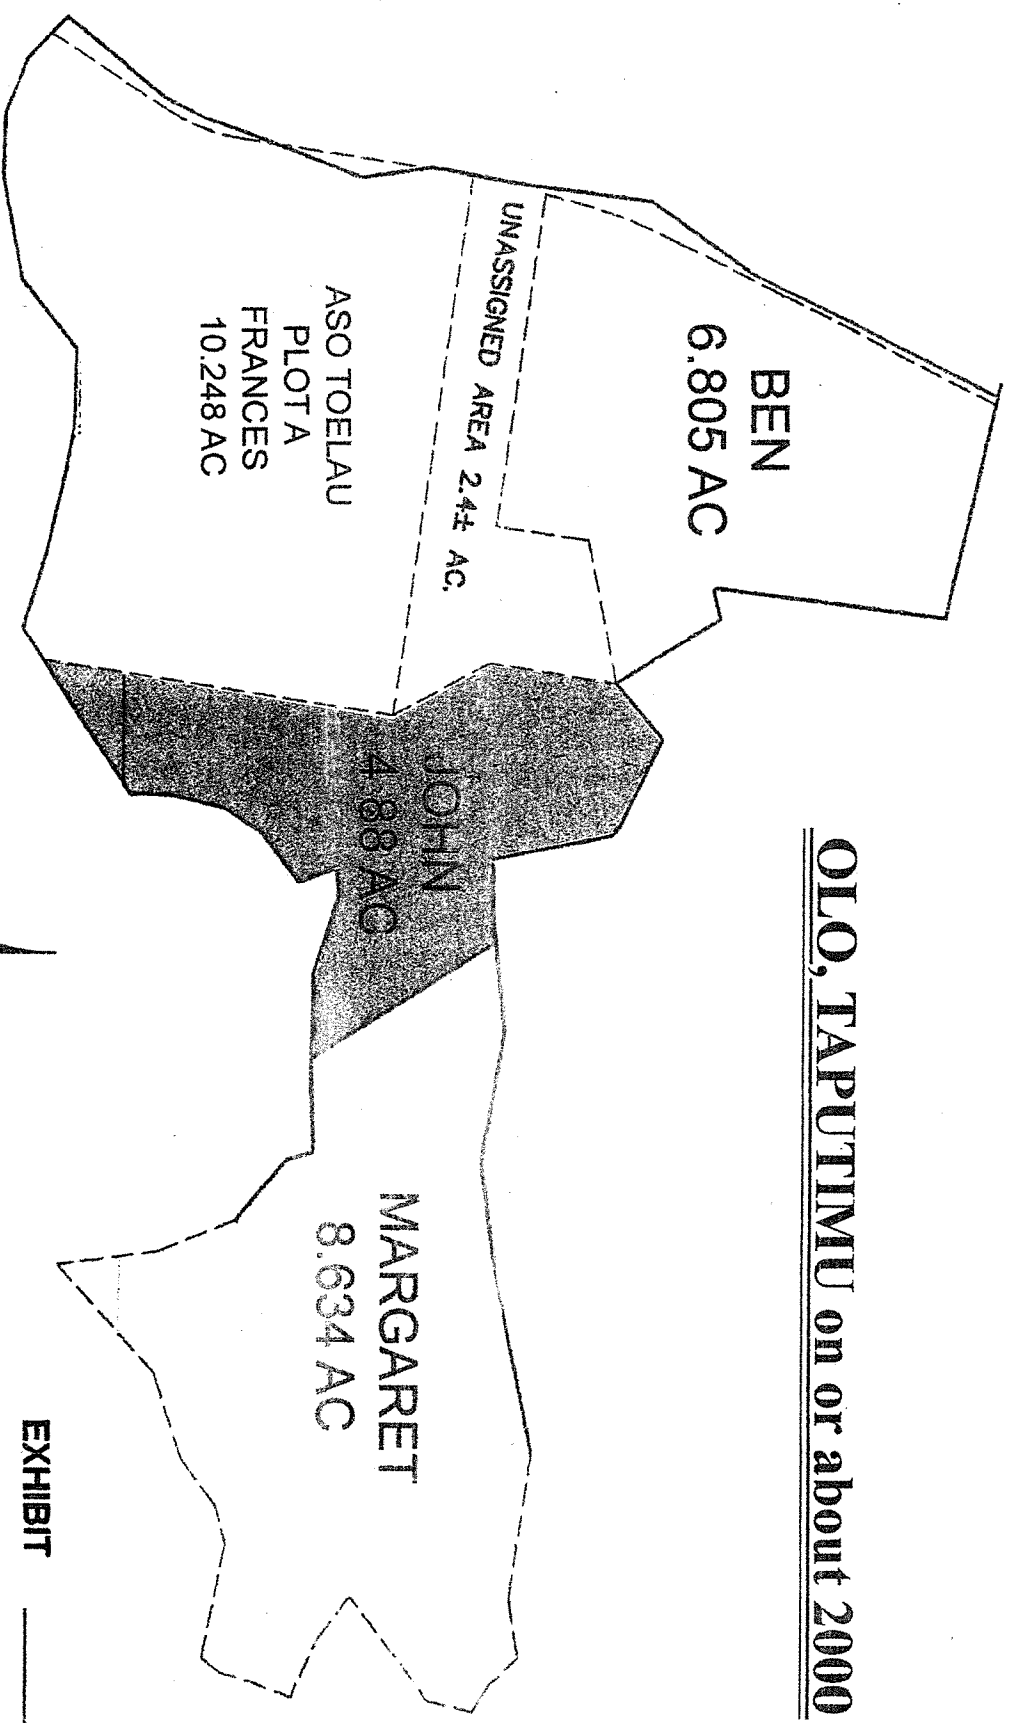 OLO, TAPUTIMU on or about 2000
BEN
6.805 AC
UNASSIGNED AREA 2.4± AC.
ASO TOELAU
PLOT A
FRANCES
10.248 AC
JOHN
4 88 AC
MARGARET
8.634 AC
EXHIBIT